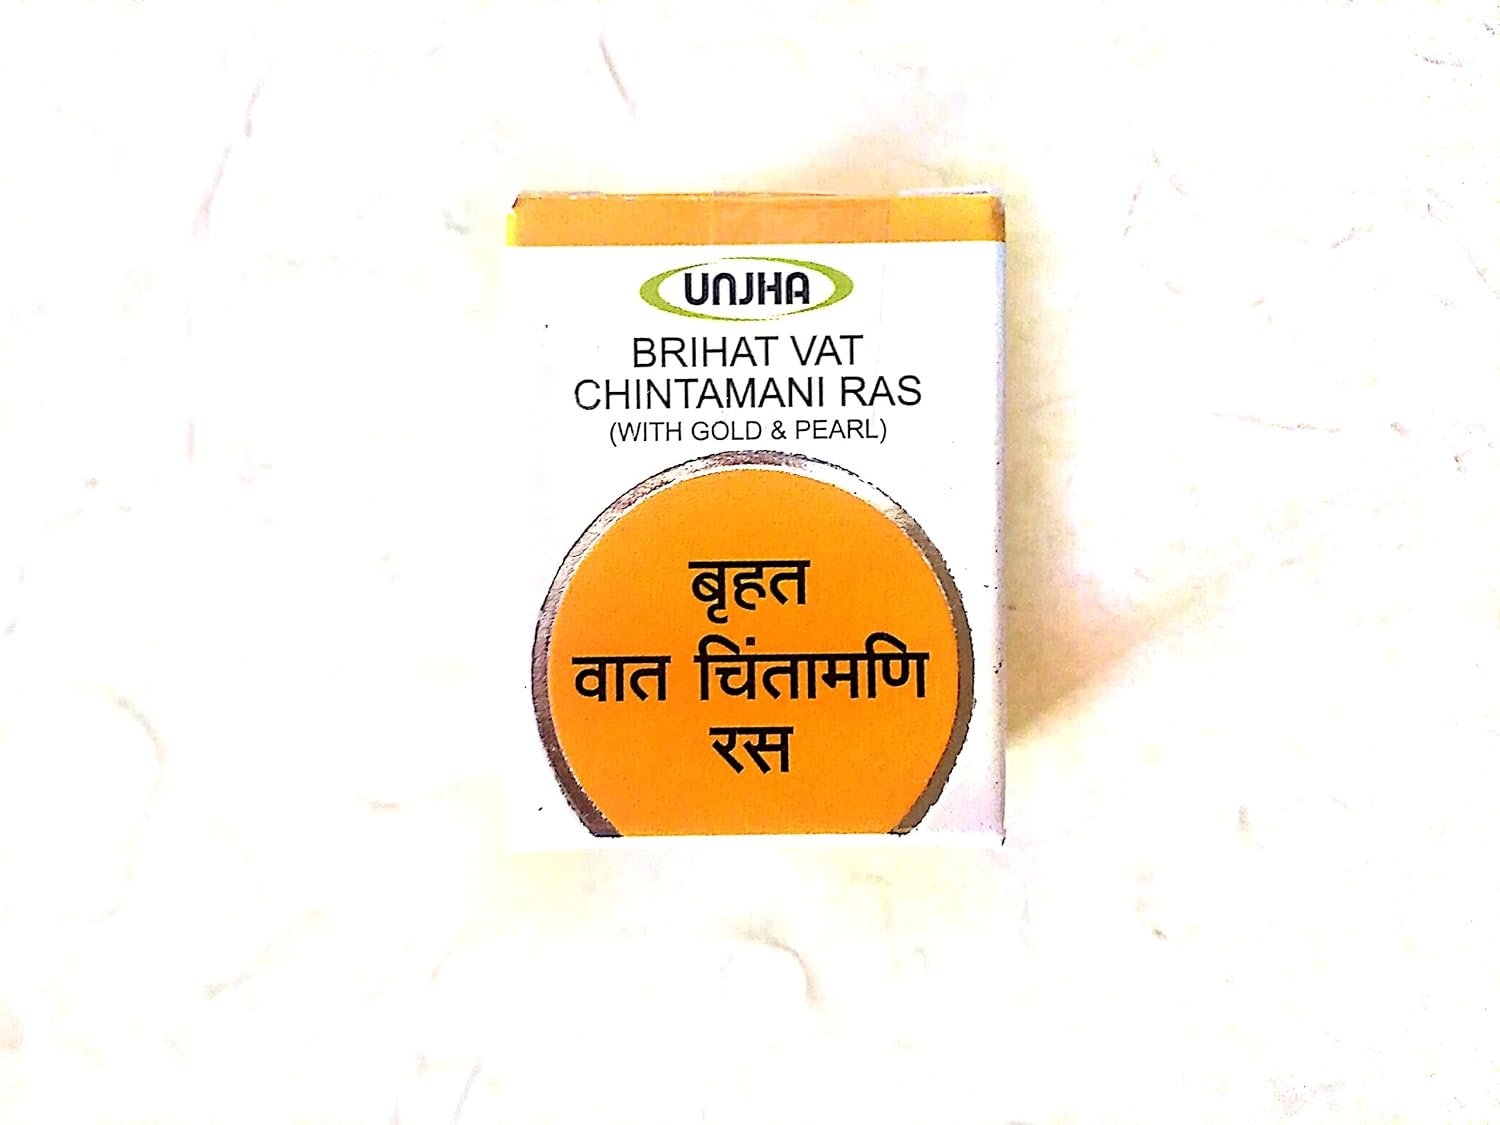 UNJHA
BRIHAT VAT
CHINTAMANI RAS
(WITH GOLD & PEARL)
बृहत
वात चिंतामणि
रस